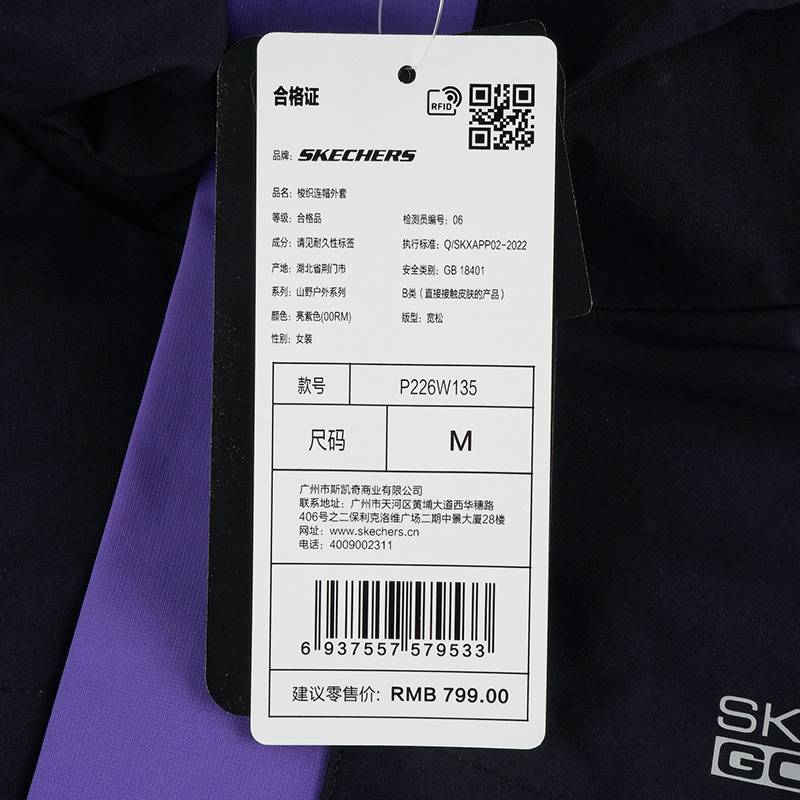 合格证
RFID
品牌: SKECHERS
品名: 梭织连帽外套
等级: 合格品
检测员编号: 06
成分: 请见耐久性标签
执行标准: Q/SKXAPP02-2022
产地: 湖北省荆门市
安全类别: GB 18401
系列: 山野户外系列
B类（直接接触皮肤的产品）
颜色: 亮紫色(00RM)
版型: 宽松
性别: 女装
款号 P226W135
尺码 M
广州市斯凯奇商业有限公司
联系地址: 广州市天河区黄埔大道西华穗路
406号之二保利克洛维广场二期中景大厦28楼
网址: www.skechers.cn
电话: 4009002311
6 937557 579533
建议零售价: RMB 799.00
SK
GO